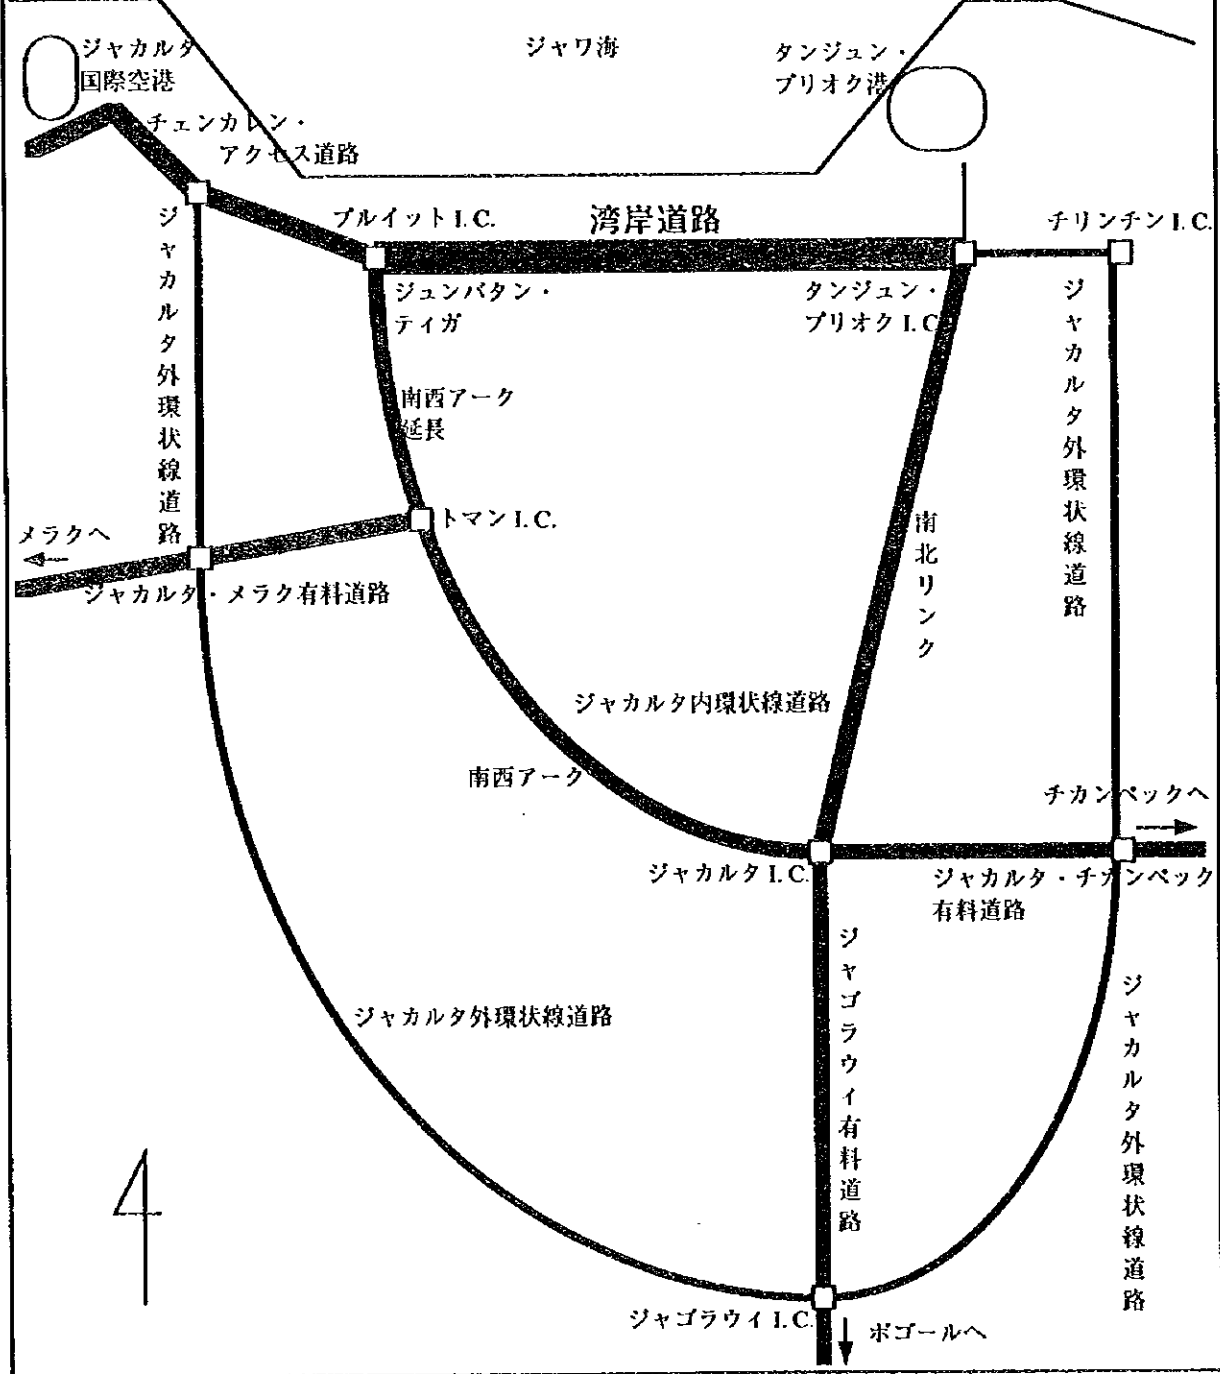 ジャカルタ
国際空港
ジャワ海
タンジュン・
プリオク港
チェンカレン・
アクセス道路
プルイット I.C.
湾岸道路
チリンチン I.C.
ジャカルタ外環状線道路
ジュンバタン・
ティガ
タンジュン・
プリオク I.C.
ジャカルタ外環状線道路
南西アーク
延長
メラクへ
トマン I.C.
南北リンク
ジャカルタ・メラク有料道路
ジャカルタ内環状線道路
南西アーク
チカンペックへ
ジャカルタ I.C.
ジャカルタ・チカンペック
有料道路
ジャゴラウィ有料道路
ジャカルタ外環状線道路
ジャカルタ外環状線道路
ジャゴラウイ I.C.
ボゴールへ